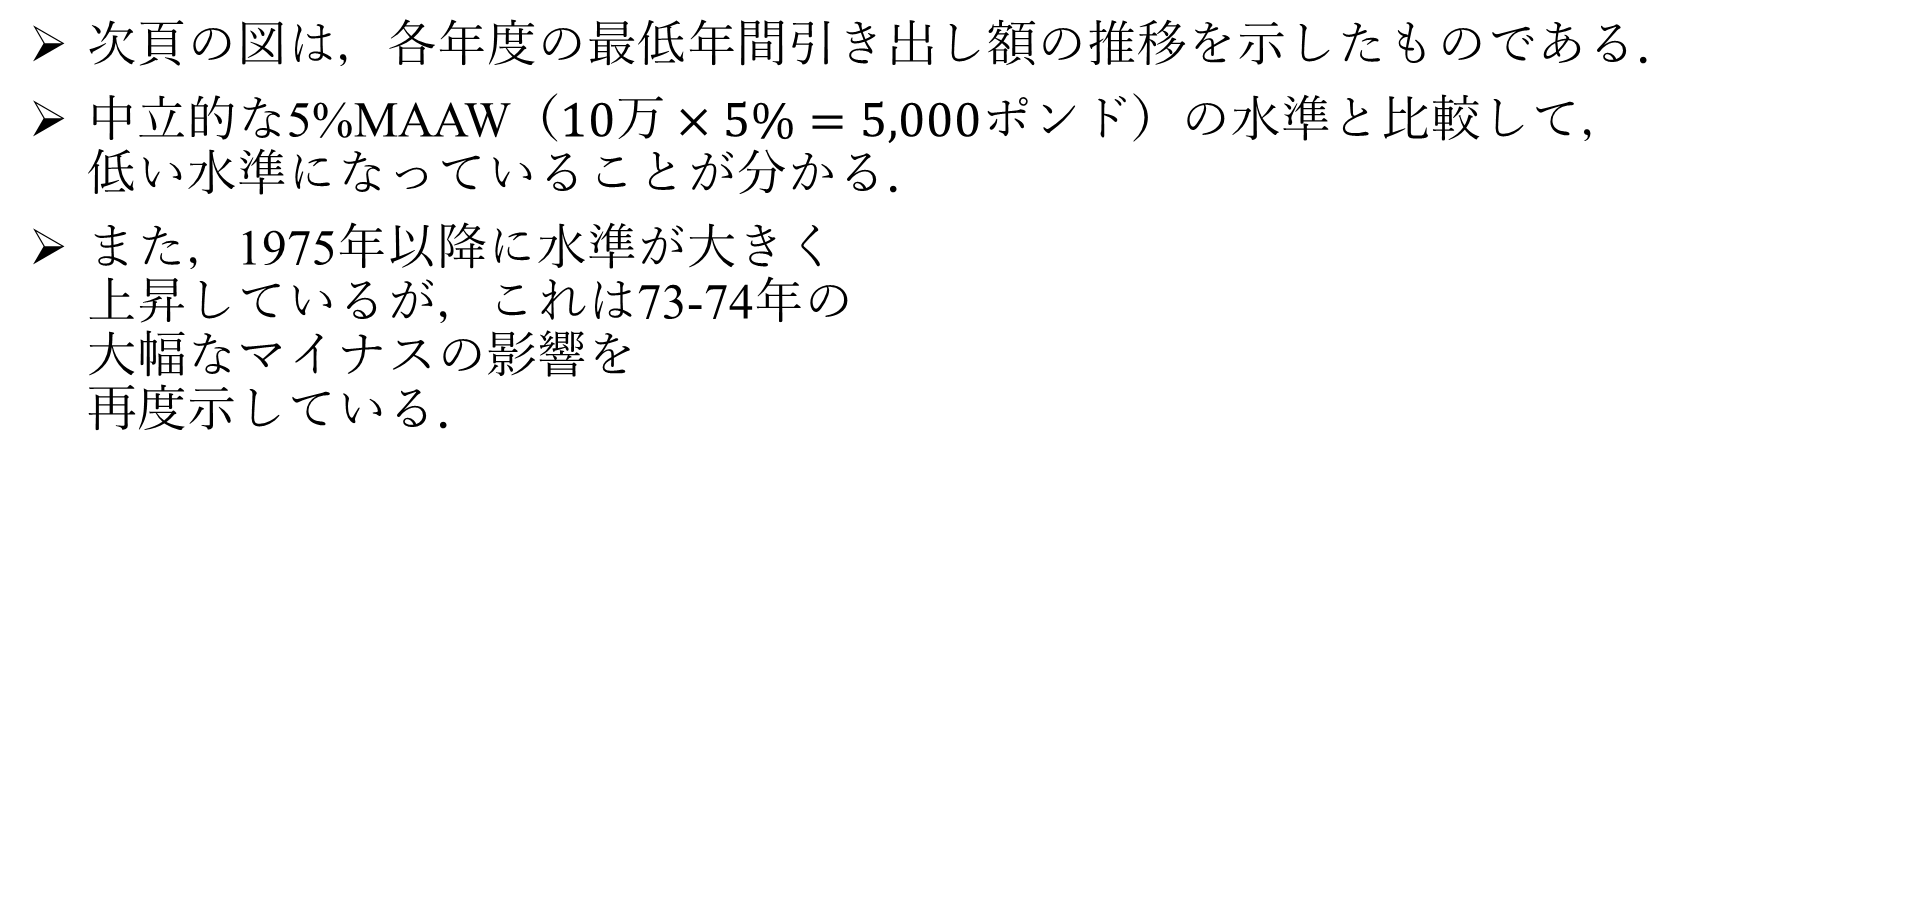 ➢ 次頁の図は，各年度の最低年間引き出し額の推移を示したものである．
➢ 中立的な5%MAAW（10万 × 5% = 5,000ポンド）の水準と比較して，
低い水準になっていることが分かる．
➢ また，1975年以降に水準が大きく
上昇しているが，これは73-74年の
大幅なマイナスの影響を
再度示している．